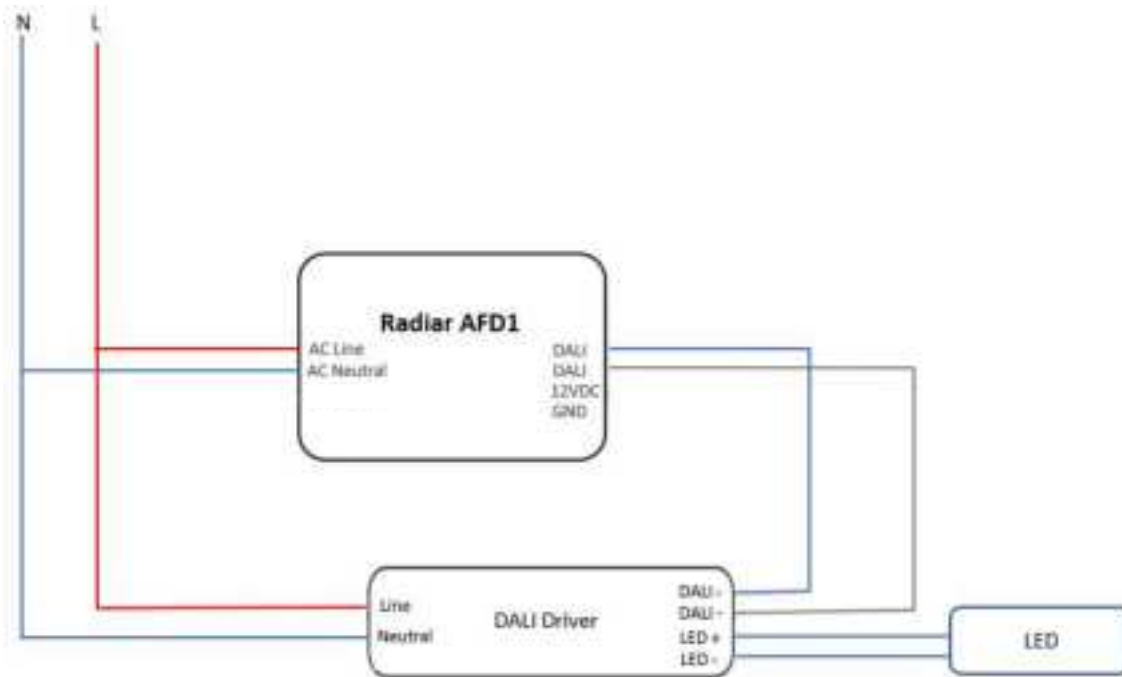 N L
Radiar AFD1
AC Line DALI
AC Neutral DALI
12VDC
GND
DALI -
Line DALI -
DALI Driver
Neutral LED +
LED -
LED